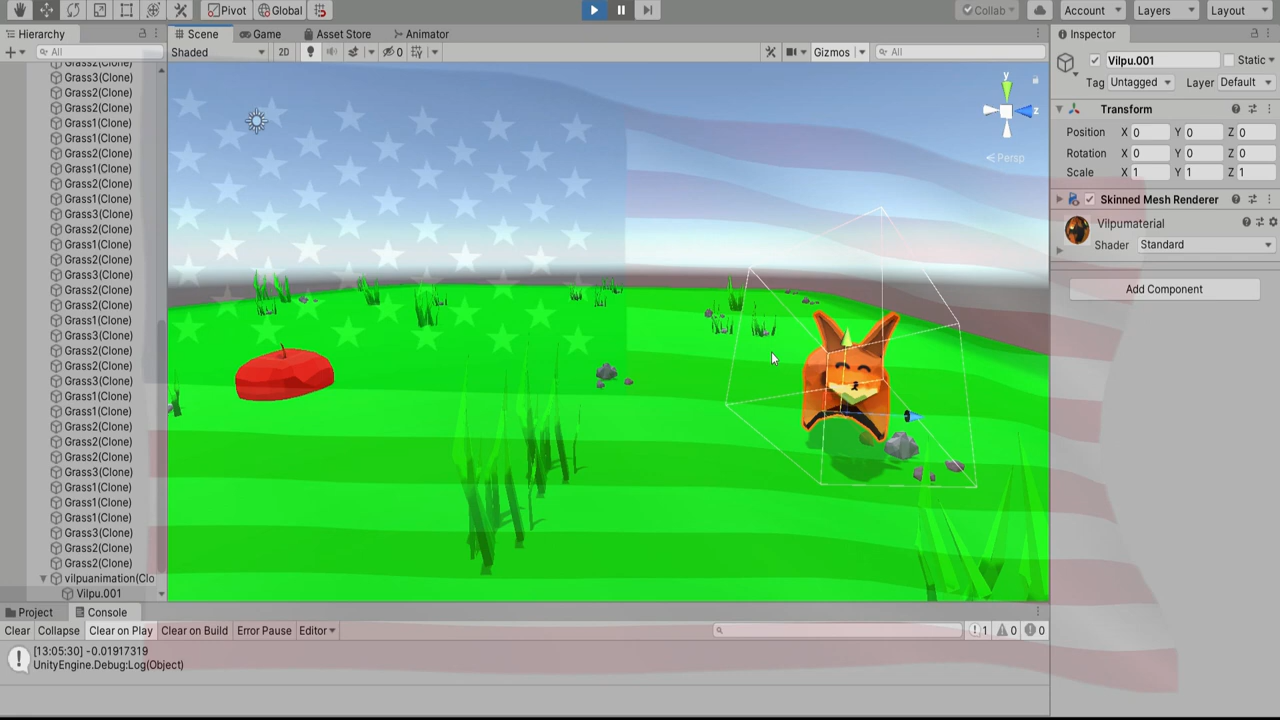 Pivot Global Collab Account Layers Layout
Hierarchy Scene Game Asset Store Animator Inspector
All Shaded 2D 0 Gizmos All
Vilpu.001 Static
Tag Untagged Layer Default
Transform
Position X 0 Y 0 Z 0
Rotation X 0 Y 0 Z 0
Scale X 1 Y 1 Z 1
Skinned Mesh Renderer
Vilpumaterial
Shader Standard
Add Component
y
z
Persp
Grass2(Clone)
Grass3(Clone)
Grass2(Clone)
Grass2(Clone)
Grass1(Clone)
Grass1(Clone)
Grass2(Clone)
Grass1(Clone)
Grass2(Clone)
Grass1(Clone)
Grass3(Clone)
Grass2(Clone)
Grass1(Clone)
Grass2(Clone)
Grass3(Clone)
Grass2(Clone)
Grass2(Clone)
Grass1(Clone)
Grass3(Clone)
Grass2(Clone)
Grass2(Clone)
Grass3(Clone)
Grass1(Clone)
Grass1(Clone)
Grass2(Clone)
Grass2(Clone)
Grass2(Clone)
Grass3(Clone)
Grass1(Clone)
Grass1(Clone)
Grass1(Clone)
Grass3(Clone)
Grass2(Clone)
Grass2(Clone)
vilpuanimation(Clo
Vilpu.001
Project Console
Clear Collapse Clear on Play Clear on Build Error Pause Editor 1 0 0
[13:05:30] -0.01917319
UnityEngine.Debug:Log(Object)